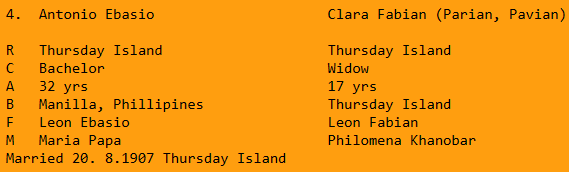 4. Antonio Ebasio Clara Fabian (Parian, Pavian)
R Thursday Island Thursday Island
C Bachelor Widow
A 32 yrs 17 yrs
B Manilla, Phillipines Thursday Island
F Leon Ebasio Leon Fabian
M Maria Papa Philomena Khanobar
Married 20. 8.1907 Thursday Island